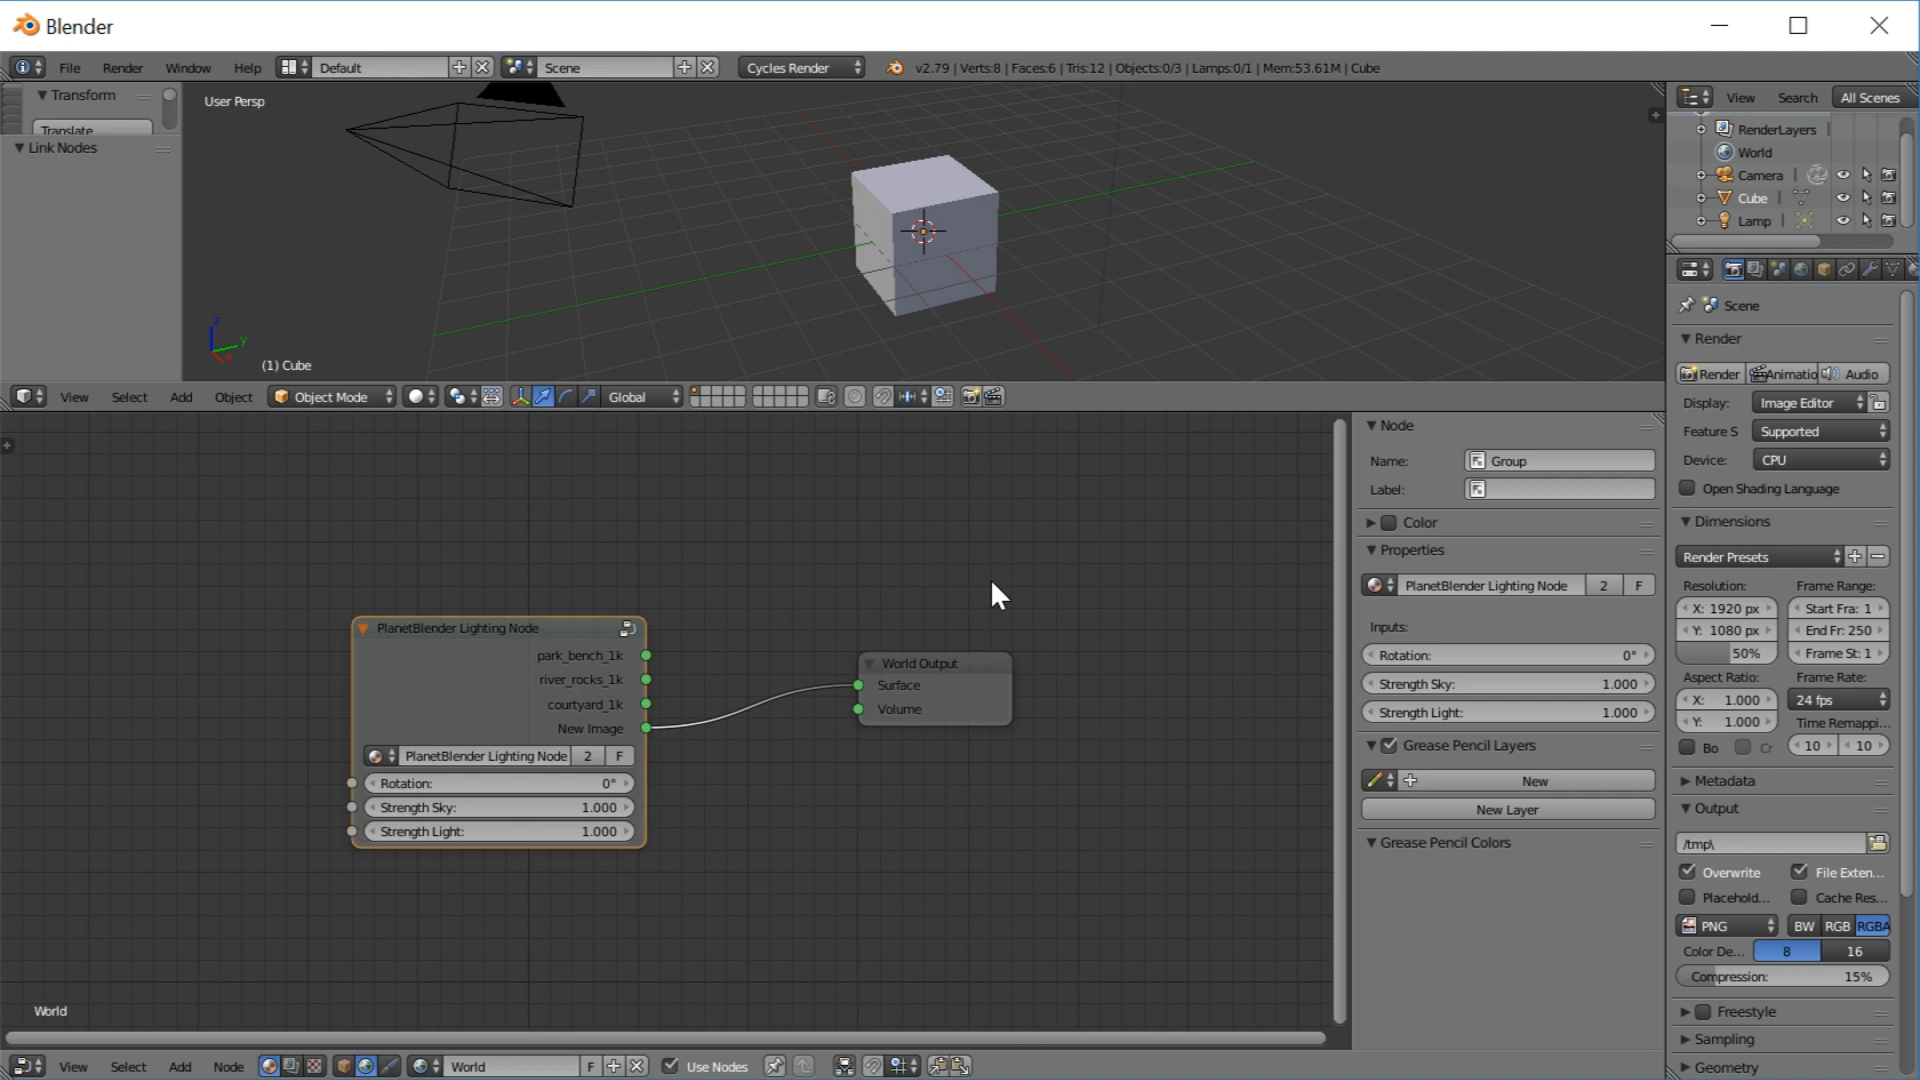 Blender
File Render Window Help Default Scene Cycles Render v2.79 | Verts:8 | Faces:6 | Tris:12 | Objects:0/3 | Lamps:0/1 | Mem:53.61M | Cube
Transform
Translate
Link Nodes
User Persp
z
y
x
(1) Cube
View Select Add Object Object Mode Global
View Search All Scenes
RenderLayers
World
Camera
Cube
Lamp
PlanetBlender Lighting Node
park_bench_1k
river_rocks_1k
courtyard_1k
New Image
PlanetBlender Lighting Node 2 F
Rotation: 0°
Strength Sky: 1.000
Strength Light: 1.000
World Output
Surface
Volume
World
View Select Add Node World F Use Nodes
Node
Name: Group
Label:
Color
Properties
PlanetBlender Lighting Node 2 F
Inputs:
Rotation: 0°
Strength Sky: 1.000
Strength Light: 1.000
Grease Pencil Layers
New
New Layer
Grease Pencil Colors
Scene
Render
Render Animatio Audio
Display: Image Editor
Feature S Supported
Device: CPU
Open Shading Language
Dimensions
Render Presets
Resolution: Frame Range:
X: 1920 px Start Fra: 1
Y: 1080 px End Fr: 250
50% Frame St: 1
Aspect Ratio: Frame Rate:
X: 1.000 24 fps
Y: 1.000 Time Remappi...
Bo Cr 10 10
Metadata
Output
/tmp\
Overwrite File Exten...
Placehold... Cache Res...
PNG BW RGB RGBA
Color De... 8 16
Compression: 15%
Freestyle
Sampling
Geometry